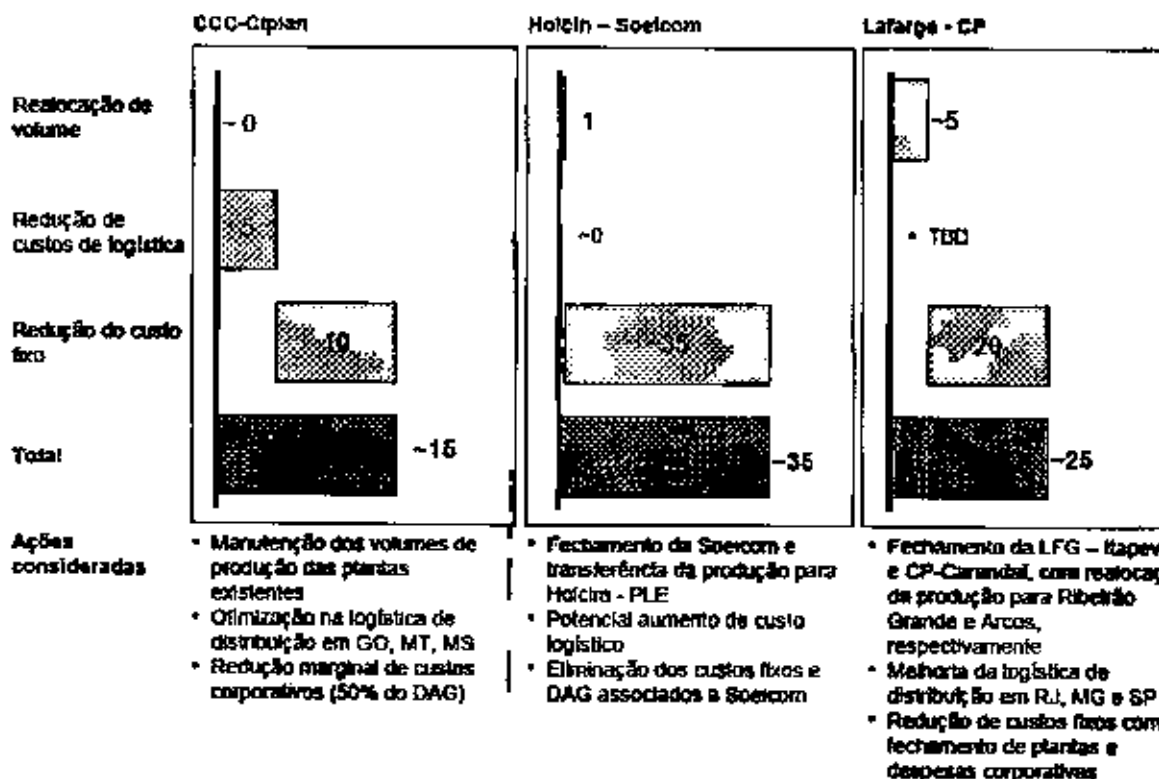 CCC-Ciplan
Holcin – Soeicom
Lafarge - CP
Realocação de
volume
~ 0
1
~5
Redução de
custos de logística
~0
• TBD
Redução do custo
fixo
10
~35
20
Total
~15
~35
~25
Ações
consideradas
• Manutenção dos volumes de
produção das plantas
existentes
• Otimização na logística de
distribuição em GO, MT, MS
• Redução marginal de custos
corporativos (50% do DAG)
• Fechamento da Soeicom e
transferência da produção para
Holcim - PLE
• Potencial aumento de custo
logístico
• Eliminação dos custos fixos e
DAG associados a Soeicom
• Fechamento da LFG – Itapev
e CP-Carandaí, com realocaç
da produção para Ribeirão
Grande e Arcos,
respectivamente
• Melhoria da logística de
distribuição em RJ, MG e SP
• Redução de custos fixos com
fechamento de plantas e
despesas corporativas